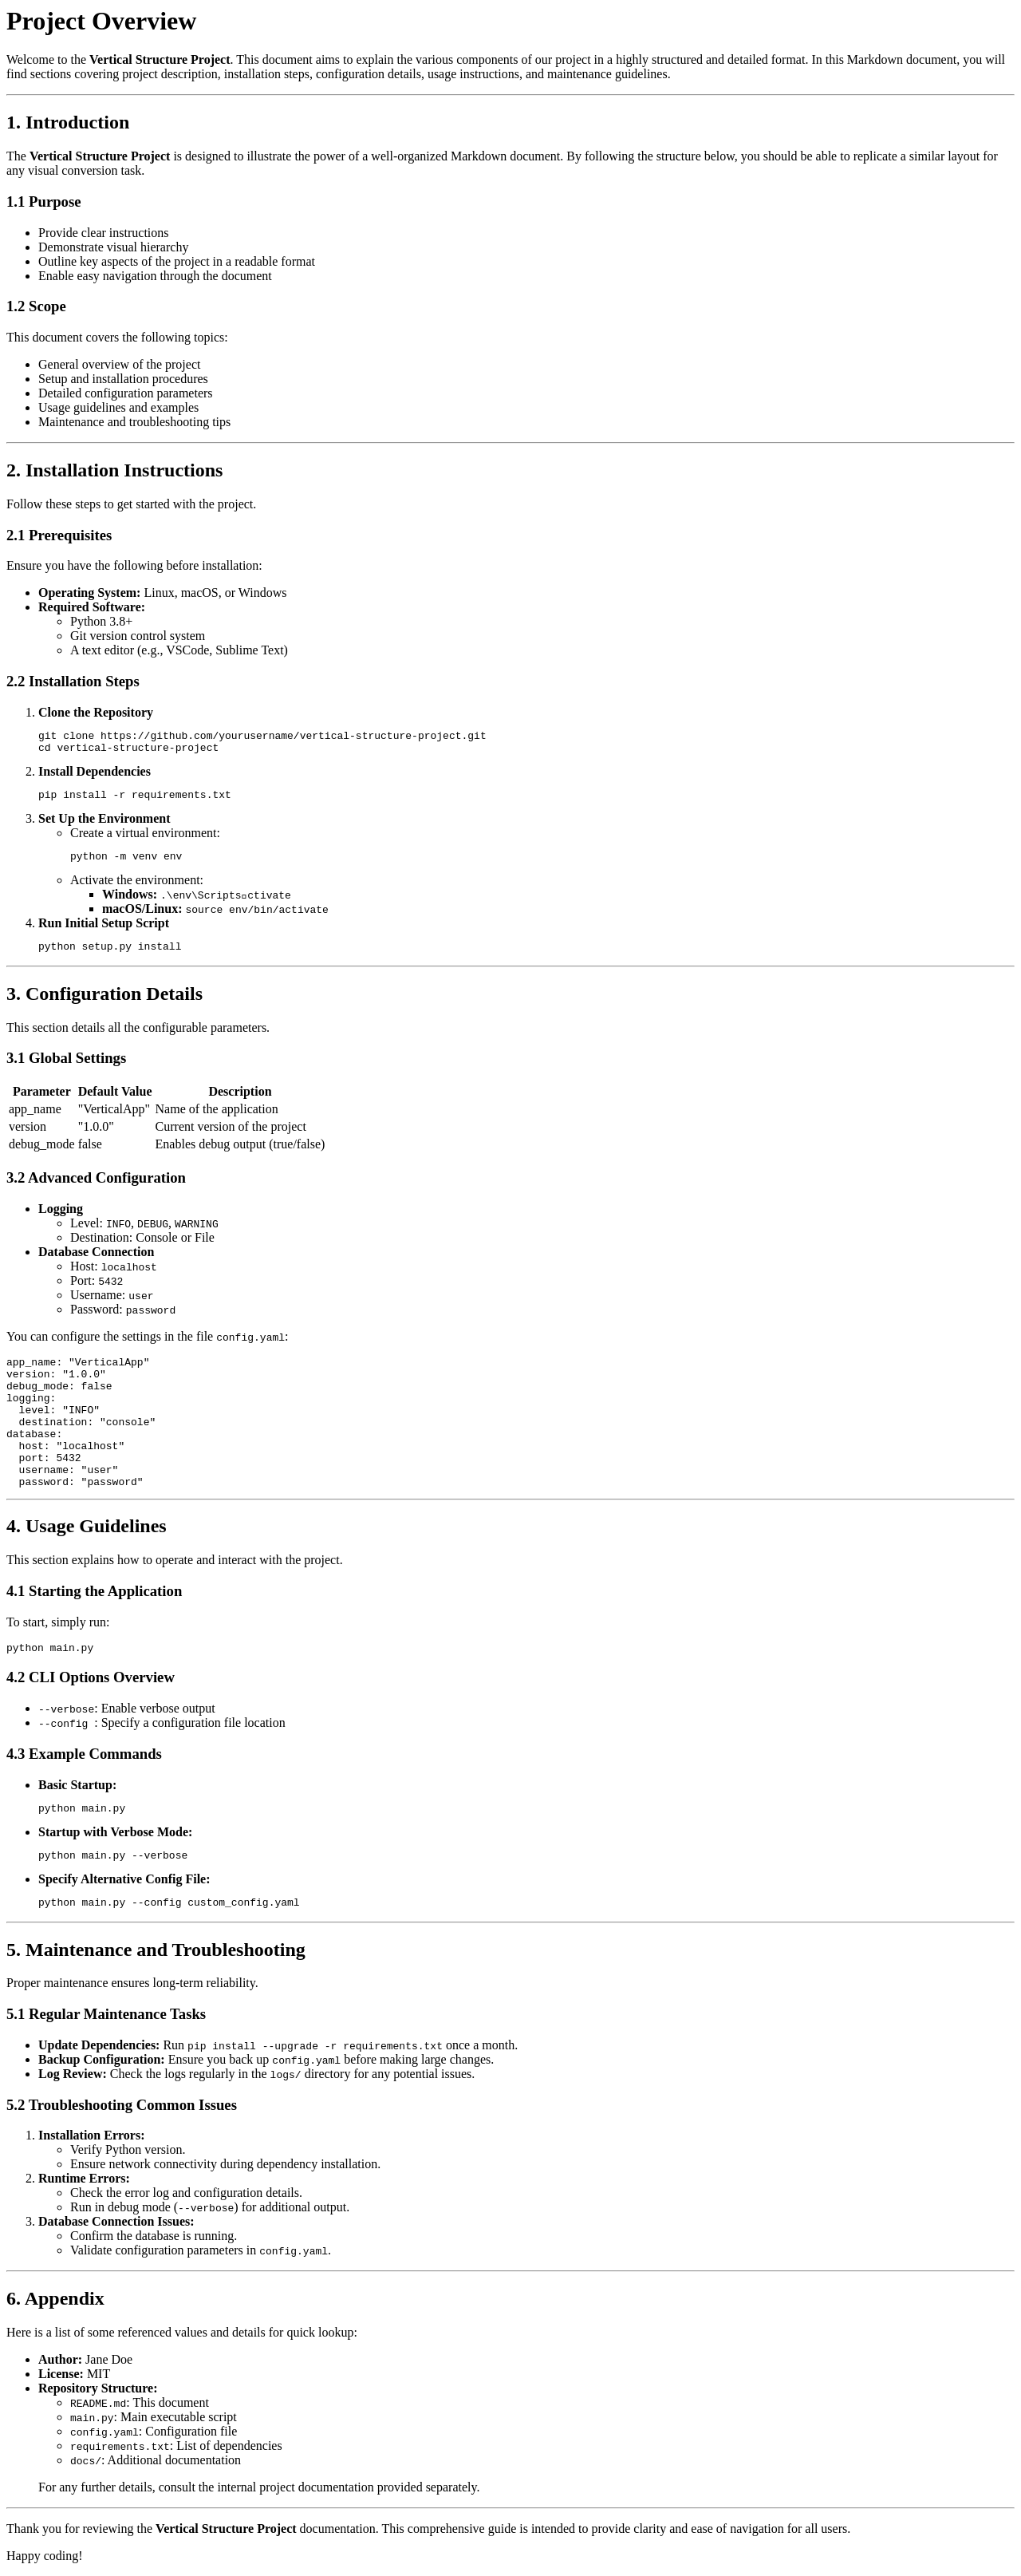 Project Overview
Welcome to the Vertical Structure Project. This document aims to explain the various components of our project in a highly structured and detailed format. In this Markdown document, you will
find sections covering project description, installation steps, configuration details, usage instructions, and maintenance guidelines.
1. Introduction
The Vertical Structure Project is designed to illustrate the power of a well-organized Markdown document. By following the structure below, you should be able to replicate a similar layout for
any visual conversion task.
1.1 Purpose
• Provide clear instructions
• Demonstrate visual hierarchy
• Outline key aspects of the project in a readable format
• Enable easy navigation through the document
1.2 Scope
This document covers the following topics:
• General overview of the project
• Setup and installation procedures
• Detailed configuration parameters
• Usage guidelines and examples
• Maintenance and troubleshooting tips
2. Installation Instructions
Follow these steps to get started with the project.
2.1 Prerequisites
Ensure you have the following before installation:
• Operating System: Linux, macOS, or Windows
• Required Software:
◦ Python 3.8+
◦ Git version control system
◦ A text editor (e.g., VSCode, Sublime Text)
2.2 Installation Steps
1. Clone the Repository
git clone https://github.com/yourusername/vertical-structure-project.git
cd vertical-structure-project
2. Install Dependencies
pip install -r requirements.txt
3. Set Up the Environment
◦ Create a virtual environment:
python -m venv env
◦ Activate the environment:
▪ Windows: .\env\Scripts▫ctivate
▪ macOS/Linux: source env/bin/activate
4. Run Initial Setup Script
python setup.py install
3. Configuration Details
This section details all the configurable parameters.
3.1 Global Settings
Parameter Default Value Description
app_name "VerticalApp" Name of the application
version "1.0.0" Current version of the project
debug_mode false Enables debug output (true/false)
3.2 Advanced Configuration
• Logging
◦ Level: INFO, DEBUG, WARNING
◦ Destination: Console or File
• Database Connection
◦ Host: localhost
◦ Port: 5432
◦ Username: user
◦ Password: password
You can configure the settings in the file config.yaml:
app_name: "VerticalApp"
version: "1.0.0"
debug_mode: false
logging:
  level: "INFO"
  destination: "console"
database:
  host: "localhost"
  port: 5432
  username: "user"
  password: "password"
4. Usage Guidelines
This section explains how to operate and interact with the project.
4.1 Starting the Application
To start, simply run:
python main.py
4.2 CLI Options Overview
• --verbose: Enable verbose output
• --config : Specify a configuration file location
4.3 Example Commands
• Basic Startup:
python main.py
• Startup with Verbose Mode:
python main.py --verbose
• Specify Alternative Config File:
python main.py --config custom_config.yaml
5. Maintenance and Troubleshooting
Proper maintenance ensures long-term reliability.
5.1 Regular Maintenance Tasks
• Update Dependencies: Run pip install --upgrade -r requirements.txt once a month.
• Backup Configuration: Ensure you back up config.yaml before making large changes.
• Log Review: Check the logs regularly in the logs/ directory for any potential issues.
5.2 Troubleshooting Common Issues
1. Installation Errors:
◦ Verify Python version.
◦ Ensure network connectivity during dependency installation.
2. Runtime Errors:
◦ Check the error log and configuration details.
◦ Run in debug mode (--verbose) for additional output.
3. Database Connection Issues:
◦ Confirm the database is running.
◦ Validate configuration parameters in config.yaml.
6. Appendix
Here is a list of some referenced values and details for quick lookup:
• Author: Jane Doe
• License: MIT
• Repository Structure:
◦ README.md: This document
◦ main.py: Main executable script
◦ config.yaml: Configuration file
◦ requirements.txt: List of dependencies
◦ docs/: Additional documentation
For any further details, consult the internal project documentation provided separately.
Thank you for reviewing the Vertical Structure Project documentation. This comprehensive guide is intended to provide clarity and ease of navigation for all users.
Happy coding!